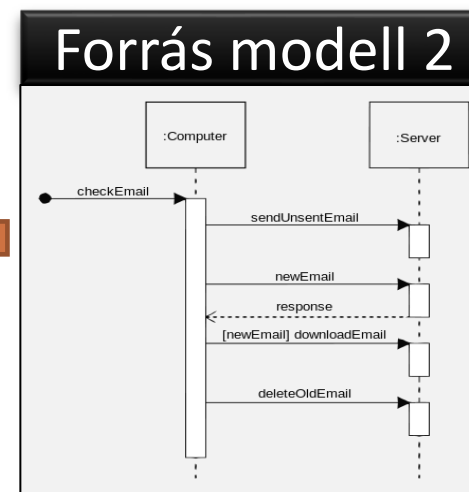 Forrás modell 2
:Computer
:Server
checkEmail
sendUnsentEmail
newEmail
response
[newEmail] downloadEmail
deleteOldEmail